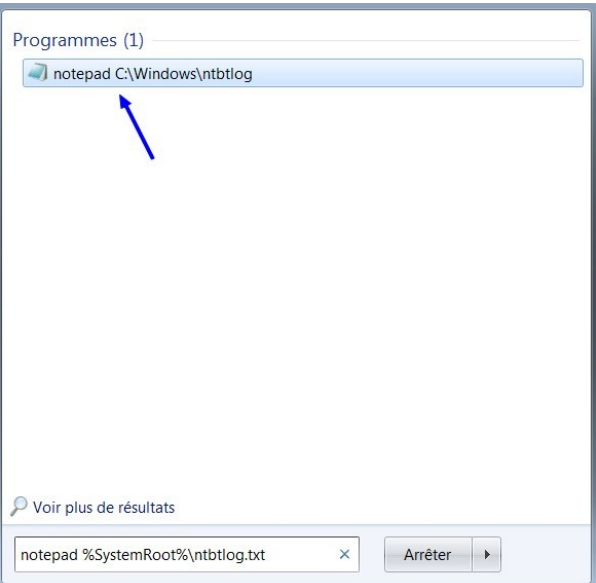 Programmes (1)
notepad C:\Windows\ntbtlog
Voir plus de résultats
notepad %SystemRoot%\ntbtlog.txt
Arrêter